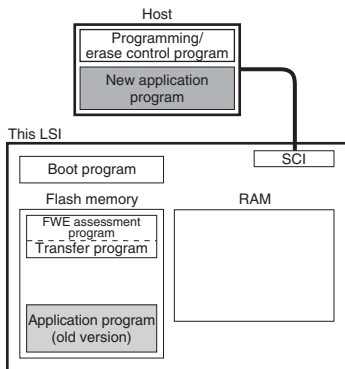 Host
Programming/
erase control program
New application
program
This LSI
SCI
Boot program
Flash memory
RAM
FWE assessment
program
Transfer program
Application program
(old version)